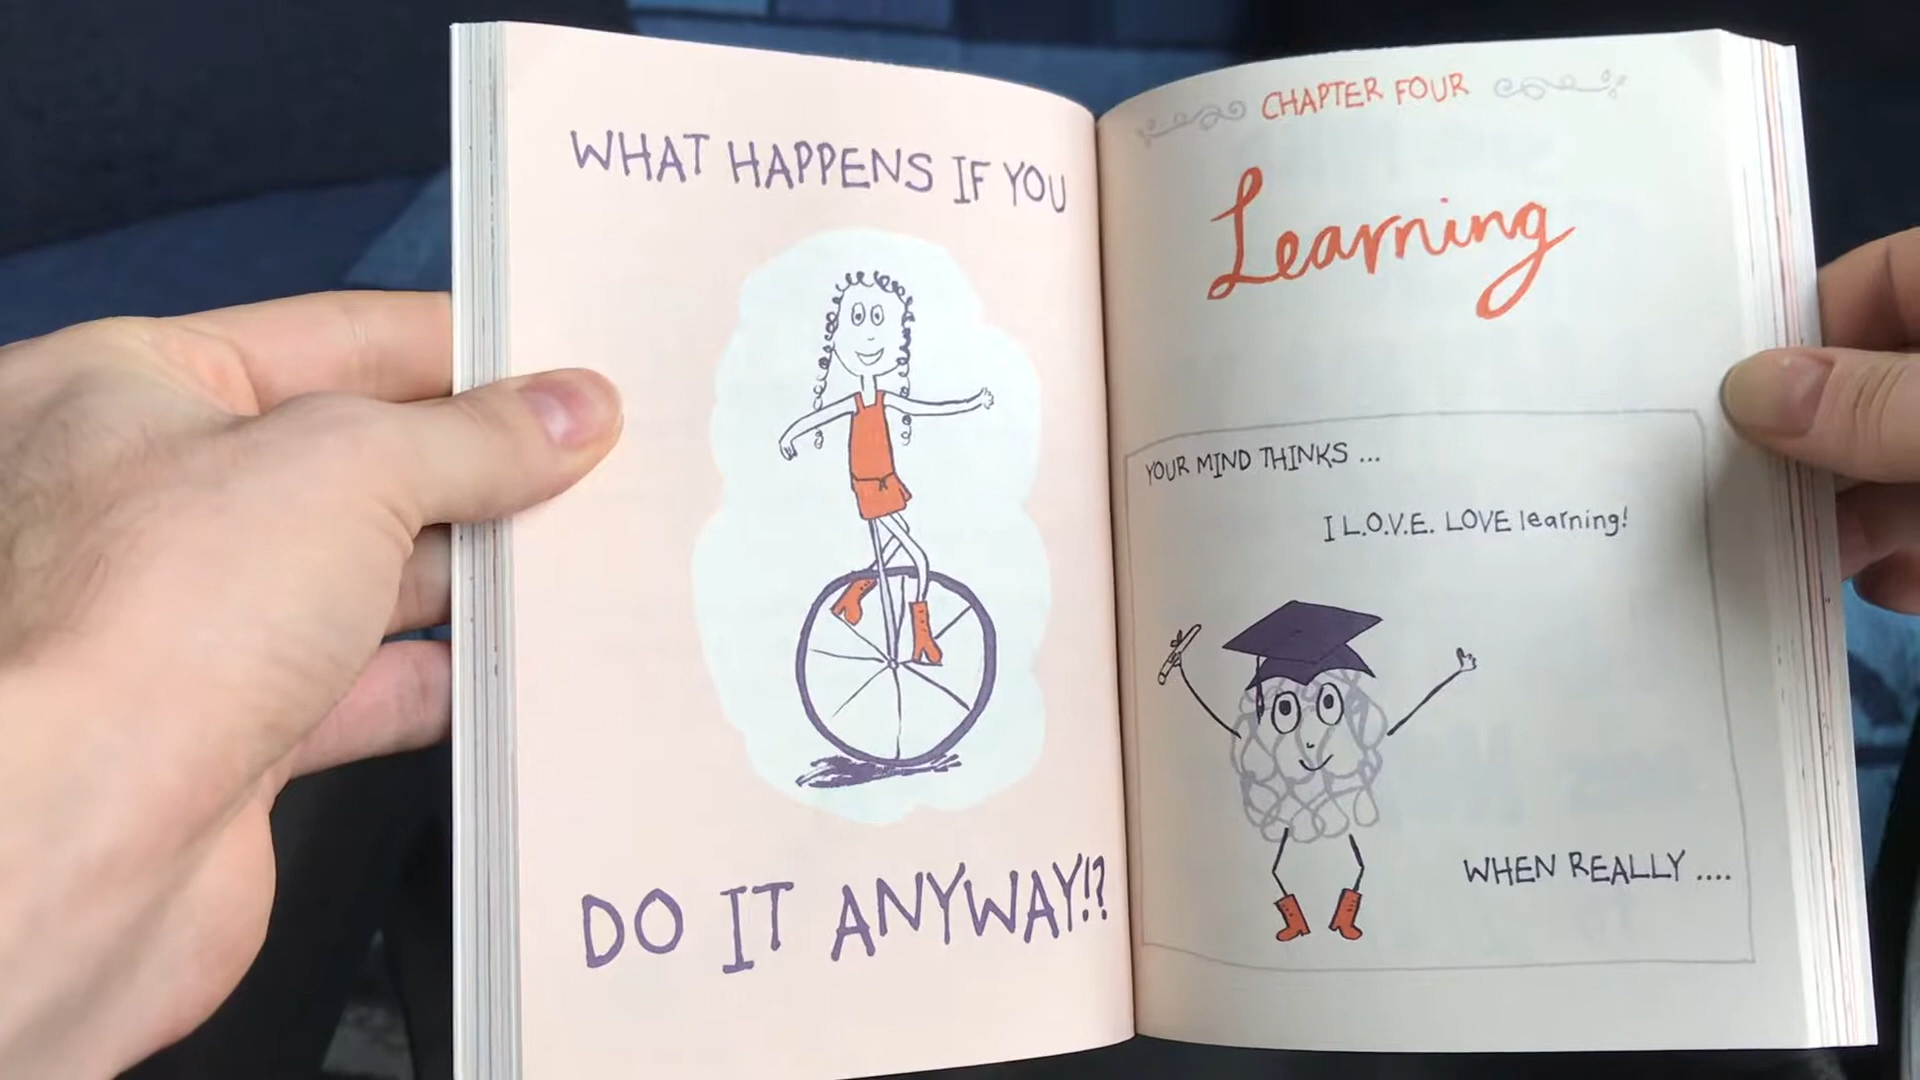 WHAT HAPPENS IF YOU
DO IT ANYWAY!?
CHAPTER FOUR
Learning
YOUR MIND THINKS ...
I L.O.V.E. LOVE learning!
WHEN REALLY ....